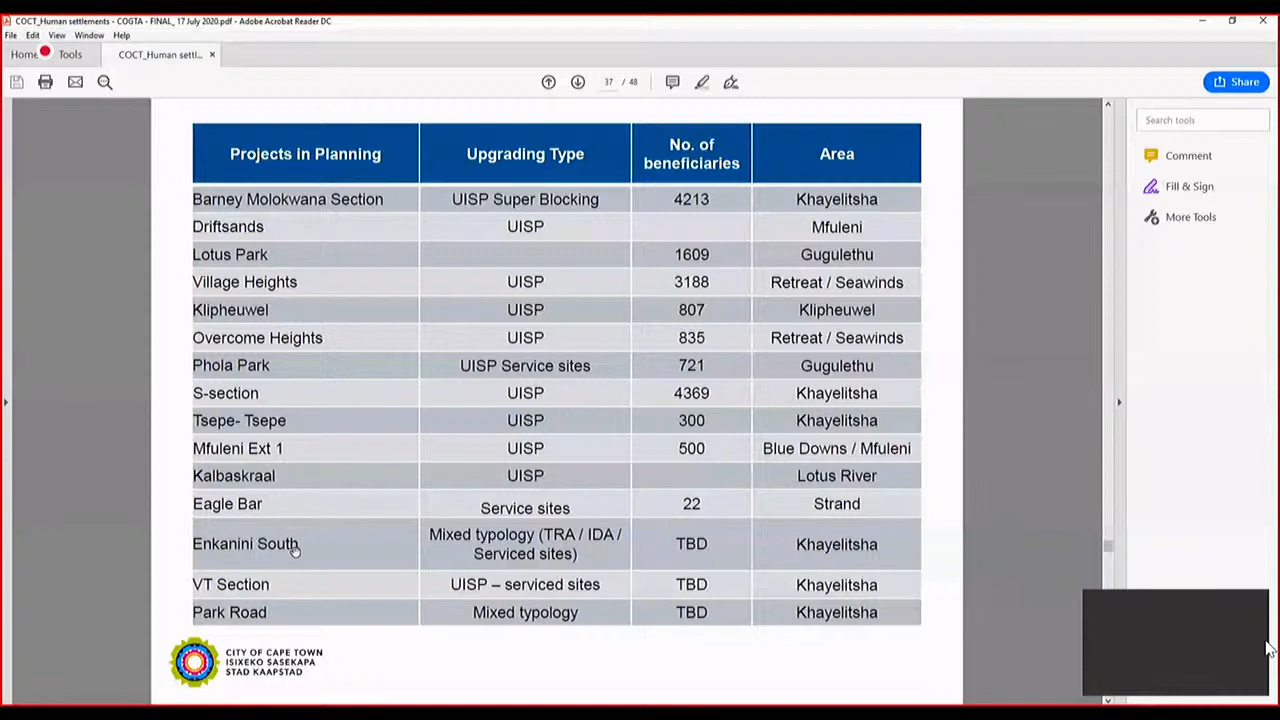 COCT_Human settlements - COGTA - FINAL_ 17 July 2020.pdf - Adobe Acrobat Reader DC
File Edit View Window Help
Home Tools COCT_Human settl... ×
37 / 48 Share
Search tools
Comment
Fill & Sign
More Tools
Projects in Planning Upgrading Type No. of beneficiaries Area
Barney Molokwana Section UISP Super Blocking 4213 Khayelitsha
Driftsands UISP Mfuleni
Lotus Park 1609 Gugulethu
Village Heights UISP 3188 Retreat / Seawinds
Klipheuwel UISP 807 Klipheuwel
Overcome Heights UISP 835 Retreat / Seawinds
Phola Park UISP Service sites 721 Gugulethu
S-section UISP 4369 Khayelitsha
Tsepe- Tsepe UISP 300 Khayelitsha
Mfuleni Ext 1 UISP 500 Blue Downs / Mfuleni
Kalbaskraal UISP Lotus River
Eagle Bar Service sites 22 Strand
Enkanini South Mixed typology (TRA / IDA / Serviced sites) TBD Khayelitsha
VT Section UISP – serviced sites TBD Khayelitsha
Park Road Mixed typology TBD Khayelitsha
CITY OF CAPE TOWN
ISIXEKO SASEKAPA
STAD KAAPSTAD